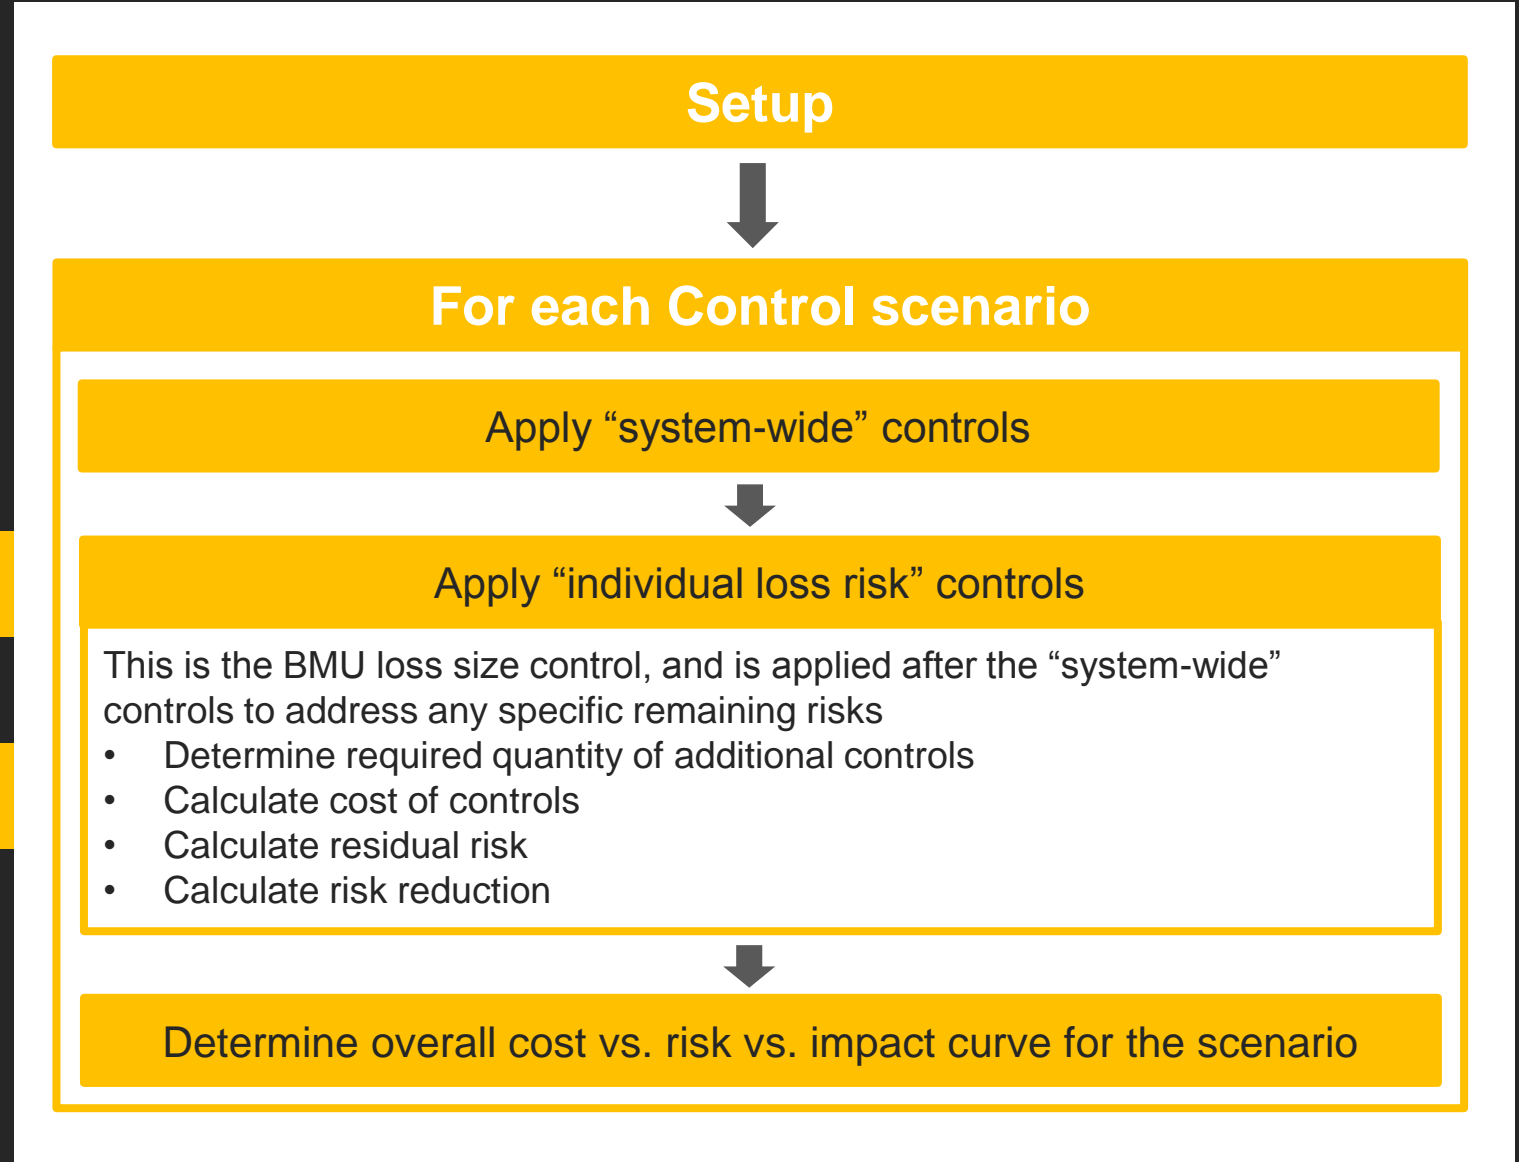 Setup
For each Control scenario
Apply “system-wide” controls
Apply “individual loss risk” controls
This is the BMU loss size control, and is applied after the “system-wide”
controls to address any specific remaining risks
• Determine required quantity of additional controls
• Calculate cost of controls
• Calculate residual risk
• Calculate risk reduction
Determine overall cost vs. risk vs. impact curve for the scenario